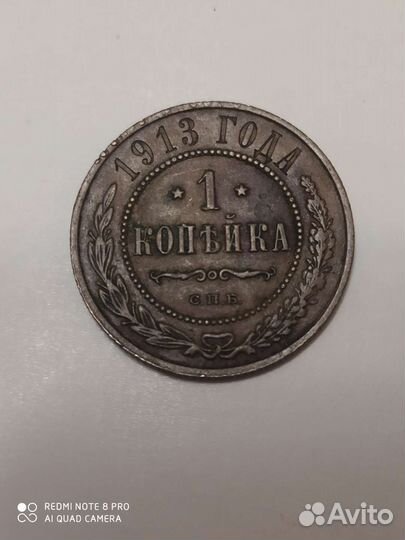 1913 ГОДА
* 1 *
КОПѢЙКА
С.П.Б.
REDMI NOTE 8 PRO
AI QUAD CAMERA
Avito